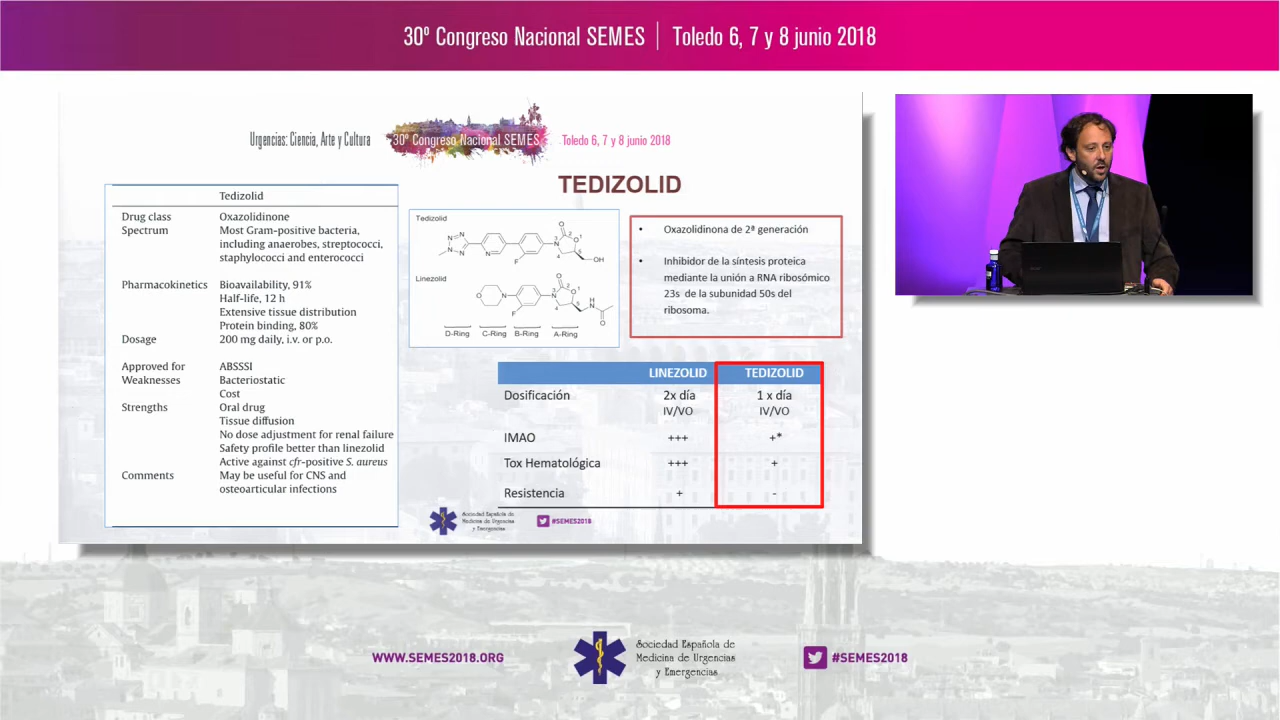 30º Congreso Nacional SEMES | Toledo 6, 7 y 8 junio 2018
Urgencias: Ciencia, Arte y Cultura
30º Congreso Nacional SEMES
Toledo 6, 7 y 8 junio 2018
TEDIZOLID
Tedizolid
Drug class Oxazolidinone
Spectrum Most Gram-positive bacteria,
including anaerobes, streptococci,
staphylococci and enterococci
Pharmacokinetics Bioavailability, 91%
Half-life, 12 h
Extensive tissue distribution
Protein binding, 80%
Dosage 200 mg daily, i.v. or p.o.
Approved for ABSSSI
Weaknesses Bacteriostatic
Cost
Strengths Oral drug
Tissue diffusion
No dose adjustment for renal failure
Safety profile better than linezolid
Active against cfr-positive S. aureus
Comments May be useful for CNS and
osteoarticular infections
Tedizolid
Linezolid
D-Ring C-Ring B-Ring A-Ring
• Oxazolidinona de 2ª generación
• Inhibidor de la síntesis proteica
mediante la unión a RNA ribosómico
23s de la subunidad 50s del
ribosoma.
LINEZOLID TEDIZOLID
Dosificación 2x día 1 x día
IV/VO IV/VO
IMAO +++ +*
Tox Hematológica +++ +
Resistencia + -
Sociedad Española de
Medicina de Urgencias
y Emergencias
#SEMES2018
WWW.SEMES2018.ORG
Sociedad Española de
Medicina de Urgencias
y Emergencias
#SEMES2018